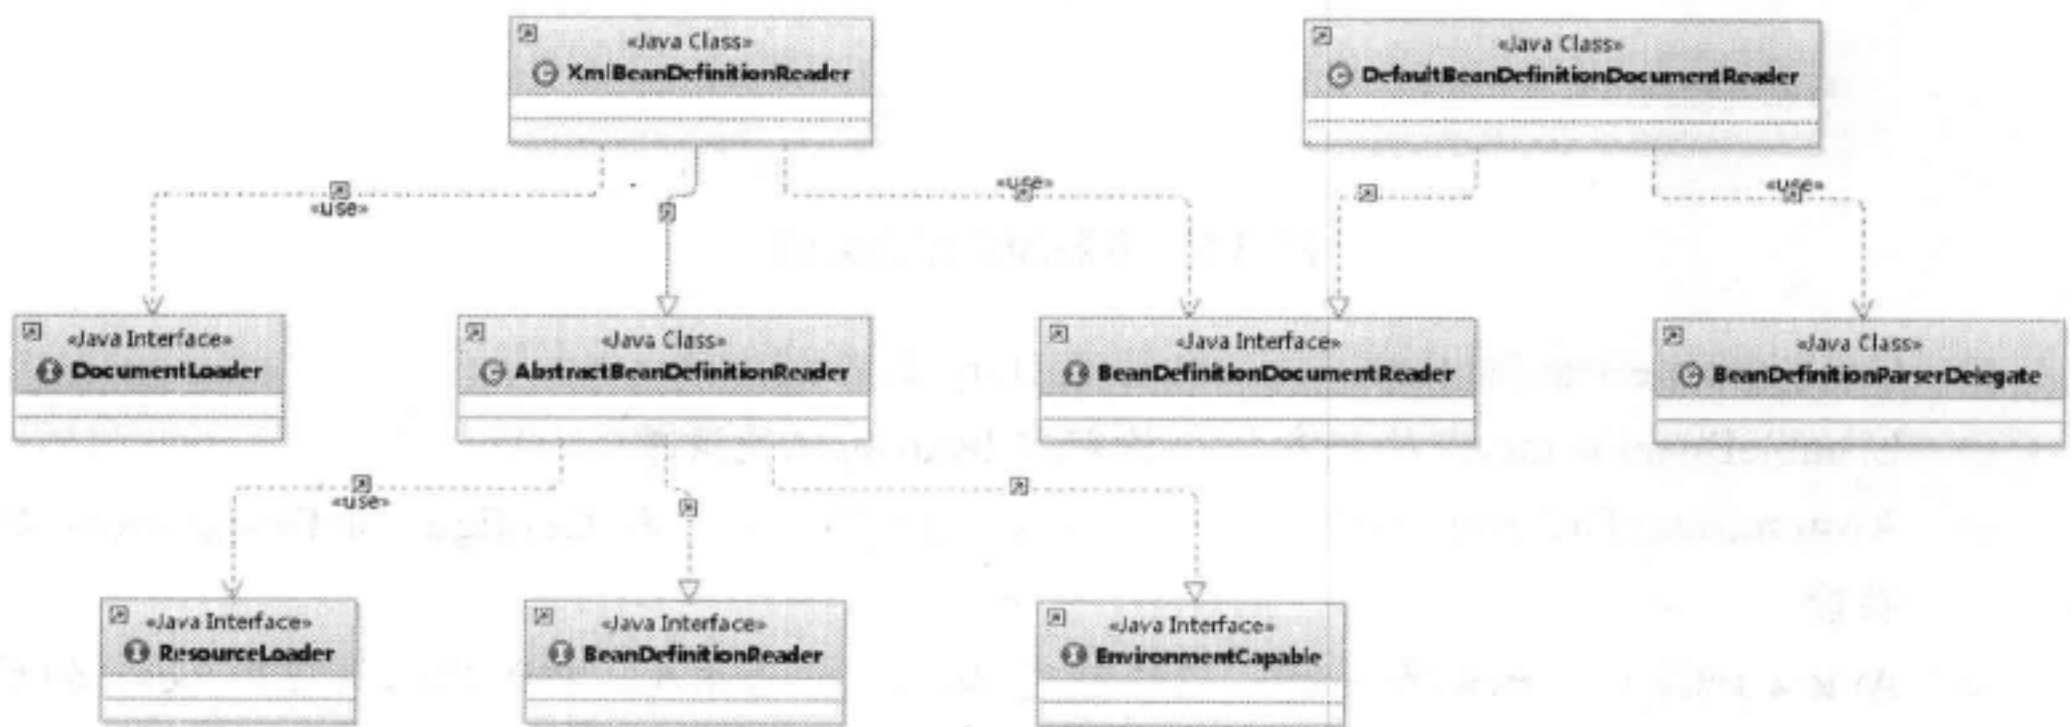 «Java Class»
XmlBeanDefinitionReader
«Java Class»
DefaultBeanDefinitionDocumentReader
«use»
«use»
«use»
«Java Interface»
DocumentLoader
«Java Class»
AbstractBeanDefinitionReader
«Java Interface»
BeanDefinitionDocumentReader
«Java Class»
BeanDefinitionParserDelegate
«use»
«Java Interface»
ResourceLoader
«Java Interface»
BeanDefinitionReader
«Java Interface»
EnvironmentCapable